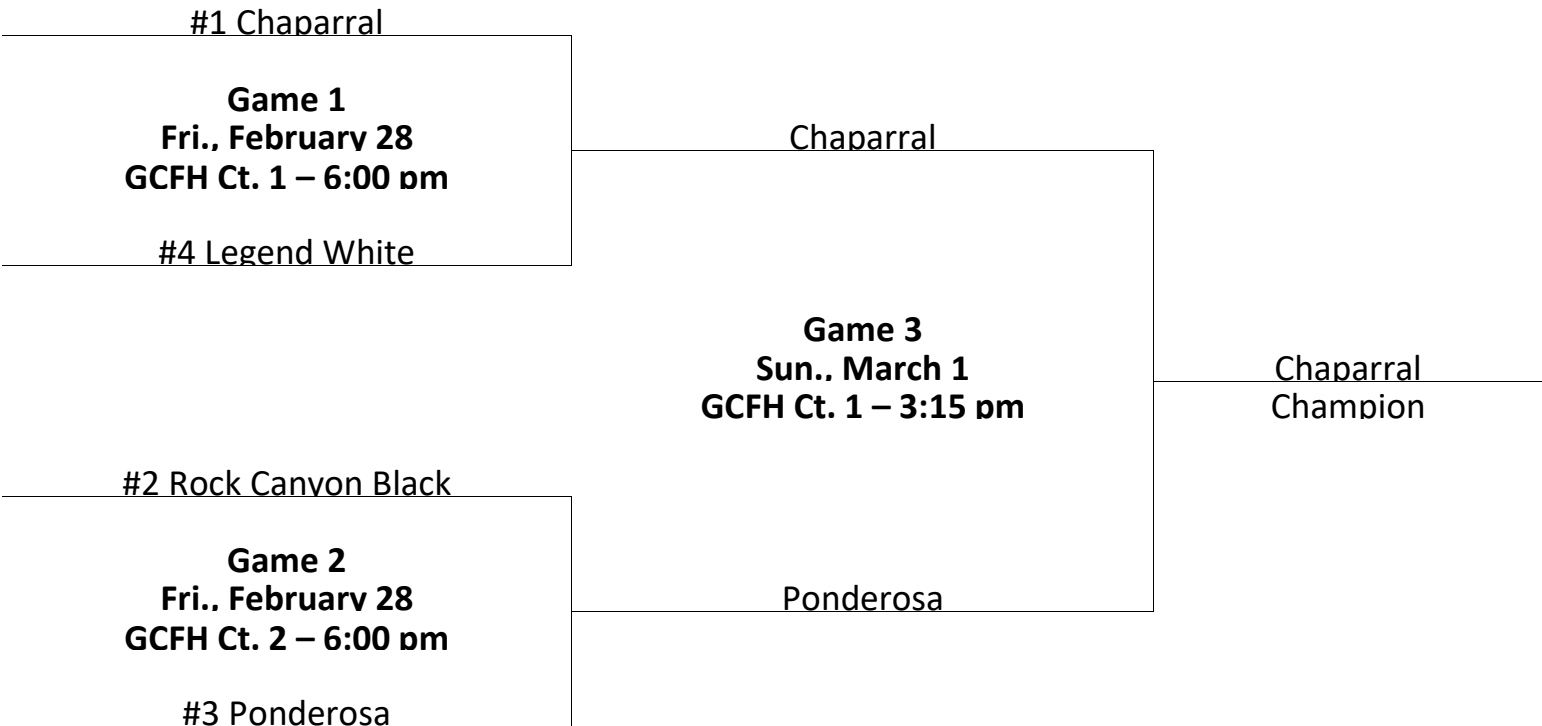 #1 Chaparral
Game 1
Fri., February 28
GCFH Ct. 1 – 6:00 pm
Chaparral
#4 Legend White
Game 3
Sun., March 1
GCFH Ct. 1 – 3:15 pm
Chaparral
Champion
#2 Rock Canyon Black
Game 2
Fri., February 28
GCFH Ct. 2 – 6:00 pm
Ponderosa
#3 Ponderosa